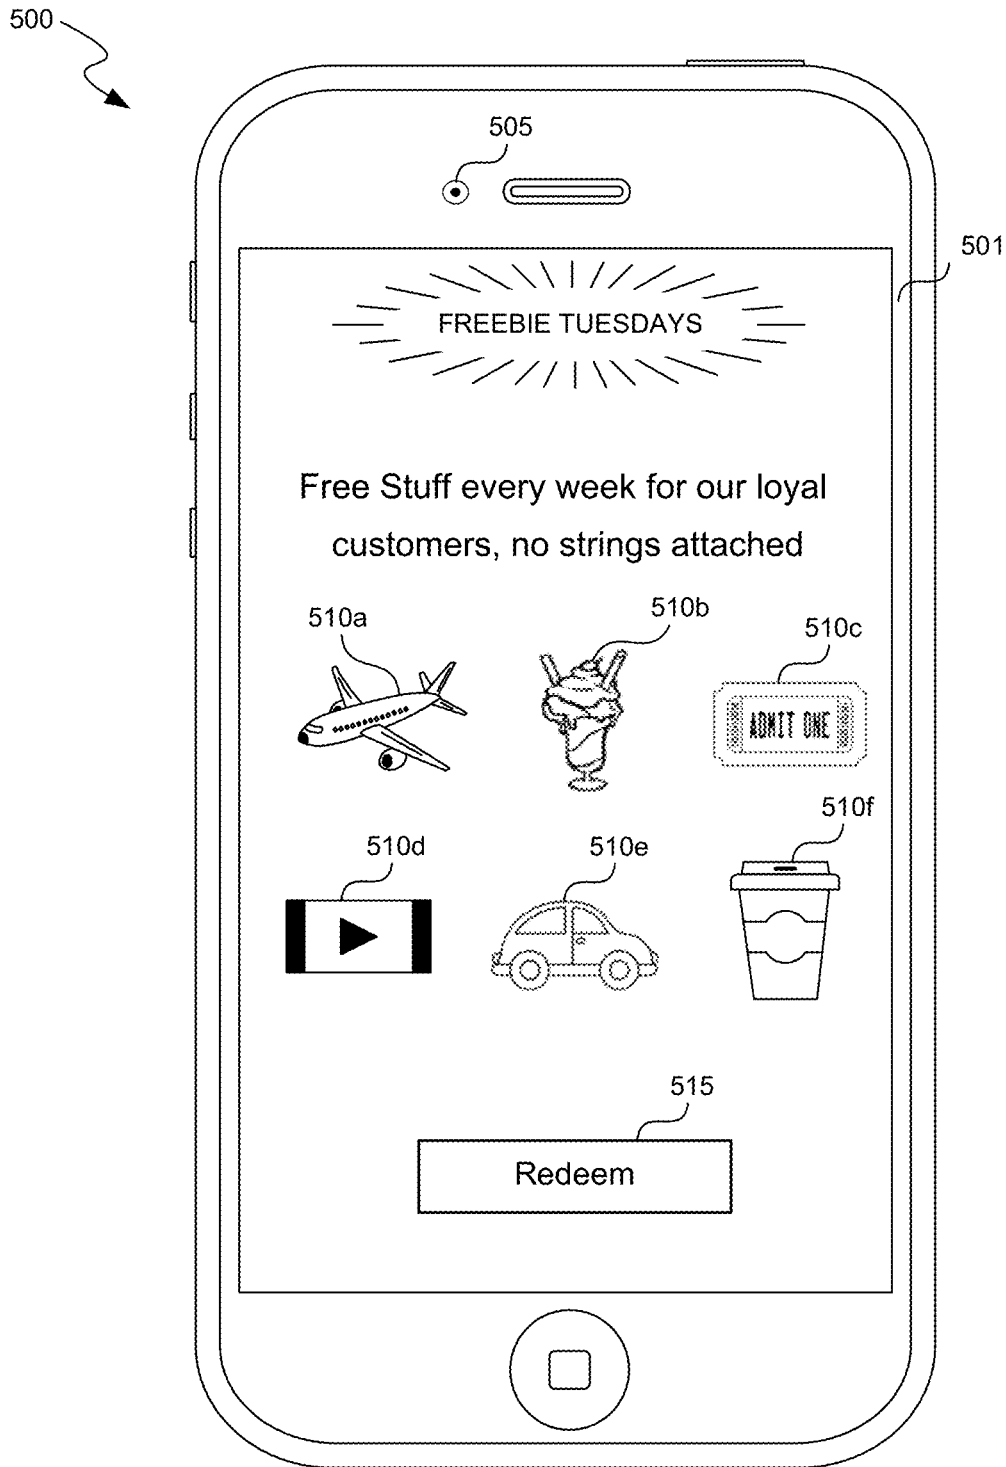 500
505
501
FREEBIE TUESDAYS
Free Stuff every week for our loyal
customers, no strings attached
510a
510b
510c
ADMIT ONE
510d
510e
510f
515
Redeem